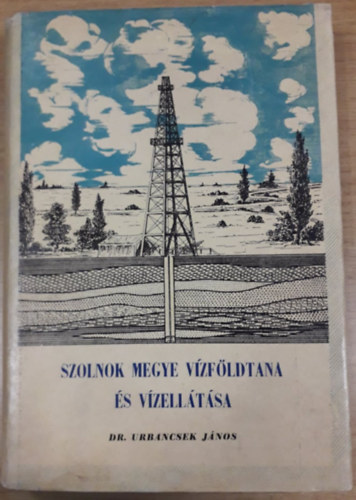 SZOLNOK MEGYE VÍZFÖLDTANA
ÉS VÍZELLÁTÁSA
DR. URBANCSEK JÁNOS